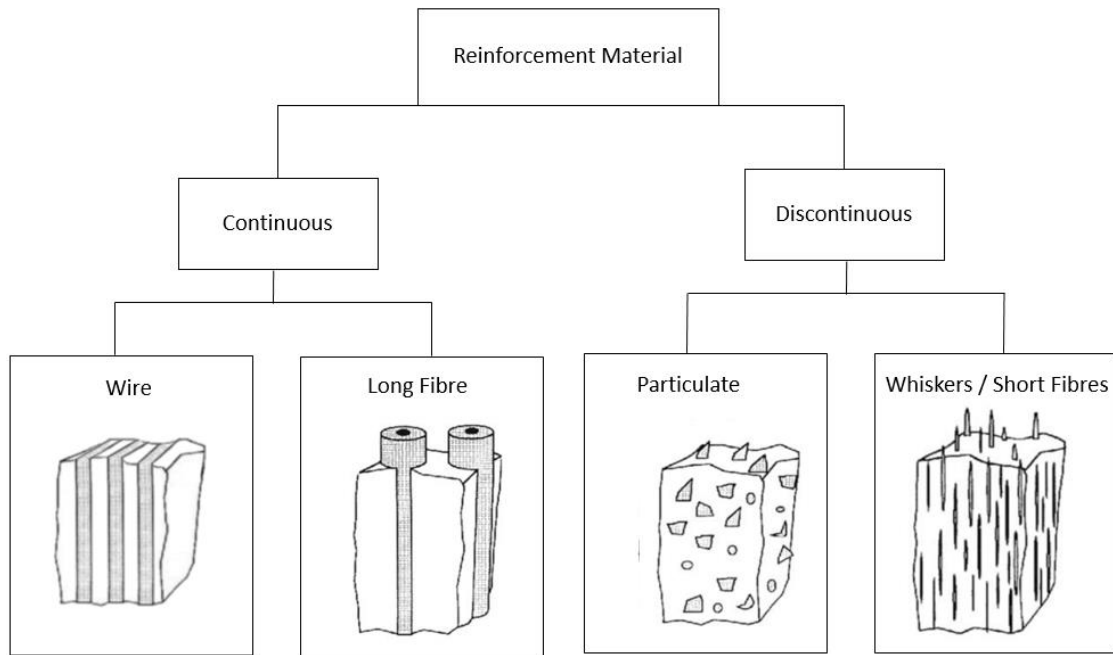 Reinforcement Material
Continuous
Discontinuous
Wire
Long Fibre
Particulate
Whiskers / Short Fibres